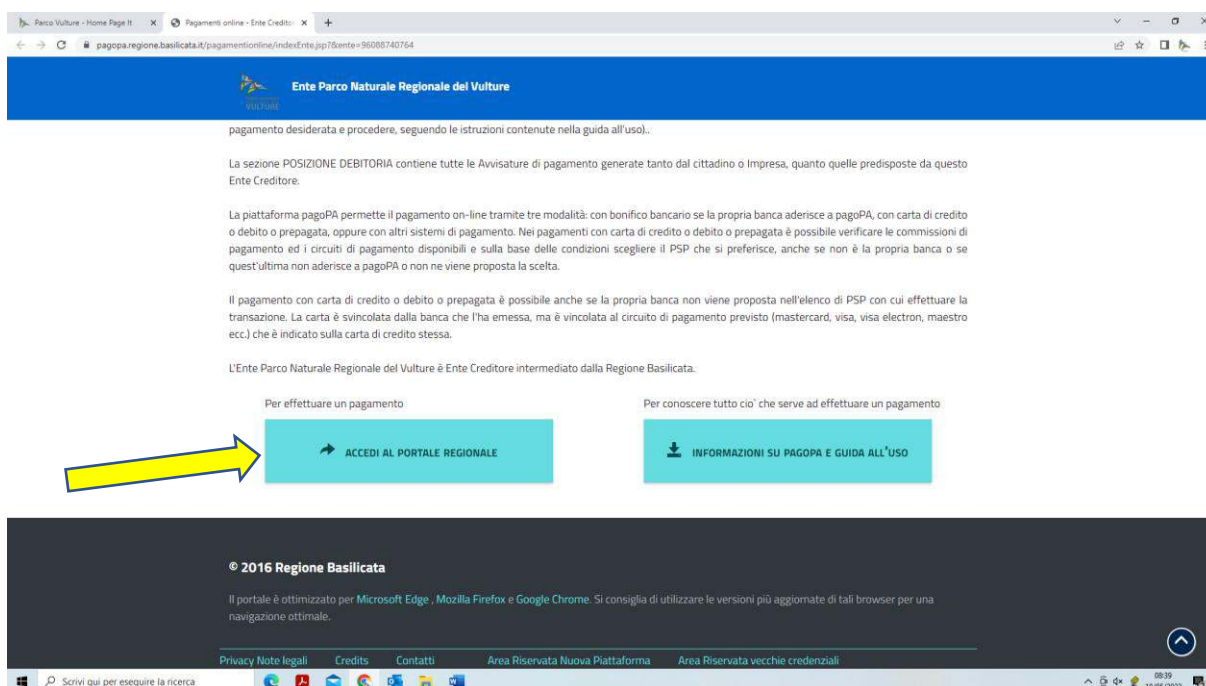 Parco Vulture - Home Page It
Pagamenti online - Ente Credito
pagopa.regione.basilicata.it/pagamentionline/indexEnte.jsp?&ente=96088740764
VULTURE
Ente Parco Naturale Regionale del Vulture
pagamento desiderata e procedere, seguendo le istruzioni contenute nella guida all'uso)..
La sezione POSIZIONE DEBITORIA contiene tutte le Avvisature di pagamento generate tanto dal cittadino o Impresa, quanto quelle predisposte da questo
Ente Creditore.
La piattaforma pagoPA permette il pagamento on-line tramite tre modalità: con bonifico bancario se la propria banca aderisce a pagoPA, con carta di credito
o debito o prepagata, oppure con altri sistemi di pagamento. Nei pagamenti con carta di credito o debito o prepagata è possibile verificare le commissioni di
pagamento ed i circuiti di pagamento disponibili e sulla base delle condizioni scegliere il PSP che si preferisce, anche se non è la propria banca o se
quest'ultima non aderisce a pagoPA o non ne viene proposta la scelta.
Il pagamento con carta di credito o debito o prepagata è possibile anche se la propria banca non viene proposta nell'elenco di PSP con cui effettuare la
transazione. La carta è svincolata dalla banca che l'ha emessa, ma è vincolata al circuito di pagamento previsto (mastercard, visa, visa electron, maestro
ecc.) che è indicato sulla carta di credito stessa.
L'Ente Parco Naturale Regionale del Vulture è Ente Creditore intermediato dalla Regione Basilicata.
Per effettuare un pagamento
Per conoscere tutto cio` che serve ad effettuare un pagamento
ACCEDI AL PORTALE REGIONALE
INFORMAZIONI SU PAGOPA E GUIDA ALL'USO
© 2016 Regione Basilicata
Il portale è ottimizzato per Microsoft Edge , Mozilla Firefox e Google Chrome. Si consiglia di utilizzare le versioni più aggiornate di tali browser per una
navigazione ottimale.
Privacy Note legali Credits Contatti Area Riservata Nuova Piattaforma Area Riservata vecchie credenziali
Scrivi qui per eseguire la ricerca
08:39